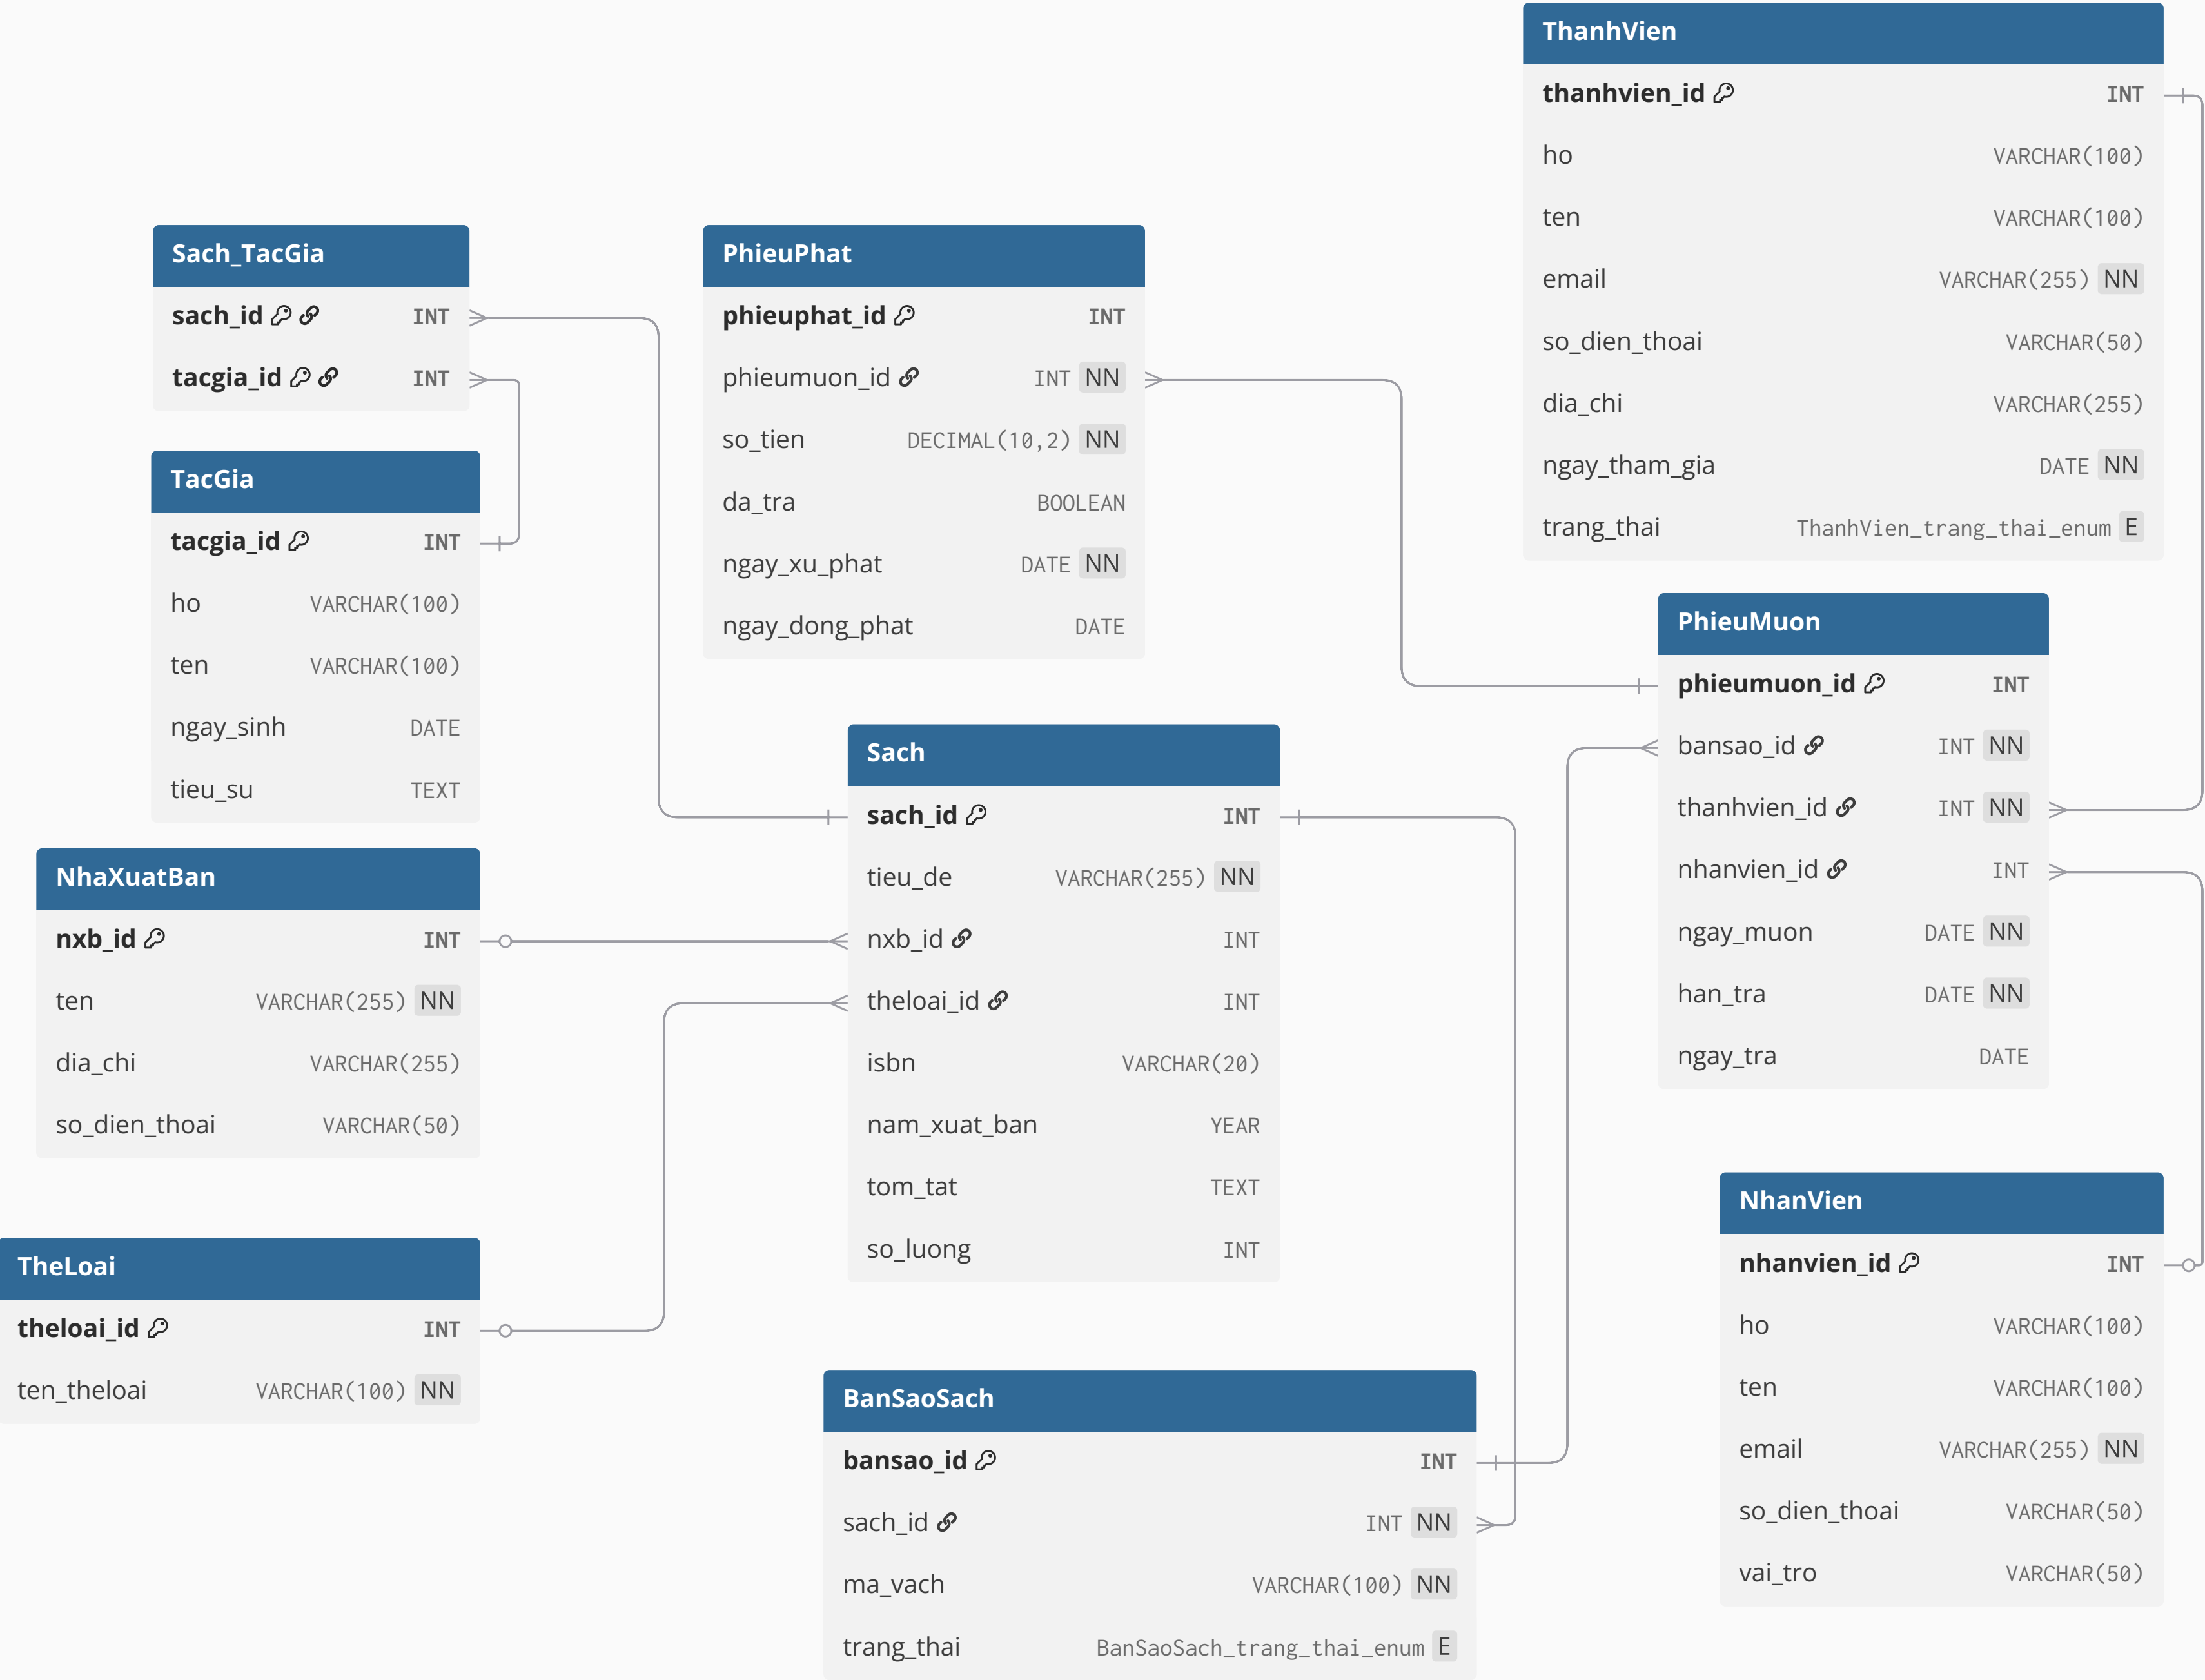 ThanhVien
thanhvien_id INT
ho VARCHAR(100)
ten VARCHAR(100)
email VARCHAR(255) NN
so_dien_thoai VARCHAR(50)
dia_chi VARCHAR(255)
ngay_tham_gia DATE NN
trang_thai ThanhVien_trang_thai_enum E
Sach_TacGia
sach_id INT
tacgia_id INT
PhieuPhat
phieuphat_id INT
phieumuon_id INT NN
so_tien DECIMAL(10,2) NN
da_tra BOOLEAN
ngay_xu_phat DATE NN
ngay_dong_phat DATE
TacGia
tacgia_id INT
ho VARCHAR(100)
ten VARCHAR(100)
ngay_sinh DATE
tieu_su TEXT
PhieuMuon
phieumuon_id INT
bansao_id INT NN
thanhvien_id INT NN
nhanvien_id INT
ngay_muon DATE NN
han_tra DATE NN
ngay_tra DATE
Sach
sach_id INT
tieu_de VARCHAR(255) NN
nxb_id INT
theloai_id INT
isbn VARCHAR(20)
nam_xuat_ban YEAR
tom_tat TEXT
so_luong INT
NhaXuatBan
nxb_id INT
ten VARCHAR(255) NN
dia_chi VARCHAR(255)
so_dien_thoai VARCHAR(50)
TheLoai
theloai_id INT
ten_theloai VARCHAR(100) NN
NhanVien
nhanvien_id INT
ho VARCHAR(100)
ten VARCHAR(100)
email VARCHAR(255) NN
so_dien_thoai VARCHAR(50)
vai_tro VARCHAR(50)
BanSaoSach
bansao_id INT
sach_id INT NN
ma_vach VARCHAR(100) NN
trang_thai BanSaoSach_trang_thai_enum E